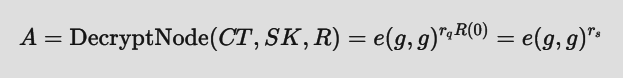 A = DecryptNode(CT, SK, R) = e(g, g)^{r_q R(0)} = e(g, g)^{r_s}